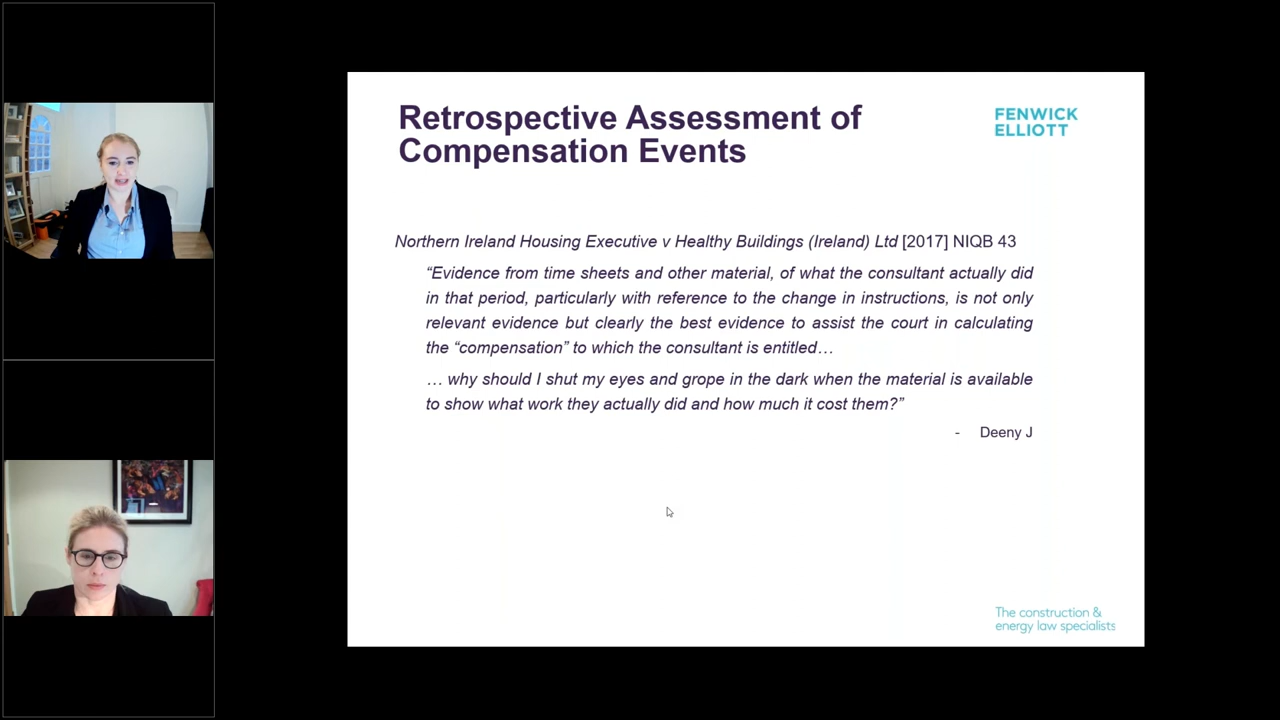 Retrospective Assessment of
Compensation Events
FENWICK
ELLIOTT
Northern Ireland Housing Executive v Healthy Buildings (Ireland) Ltd [2017] NIQB 43
“Evidence from time sheets and other material, of what the consultant actually did
in that period, particularly with reference to the change in instructions, is not only
relevant evidence but clearly the best evidence to assist the court in calculating
the “compensation” to which the consultant is entitled…
… why should I shut my eyes and grope in the dark when the material is available
to show what work they actually did and how much it cost them?”
- Deeny J
The construction &
energy law specialists